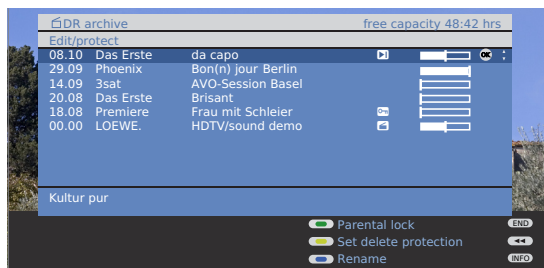 DR archive free capacity 48:42 hrs
Edit/protect
08.10 Das Erste da capo OK
29.09 Phoenix Bon(n) jour Berlin
14.09 3sat AVO-Session Basel
20.08 Das Erste Brisant
18.08 Premiere Frau mit Schleier
00.00 LOEWE. HDTV/sound demo
Kultur pur
Parental lock END
Set delete protection
Rename INFO